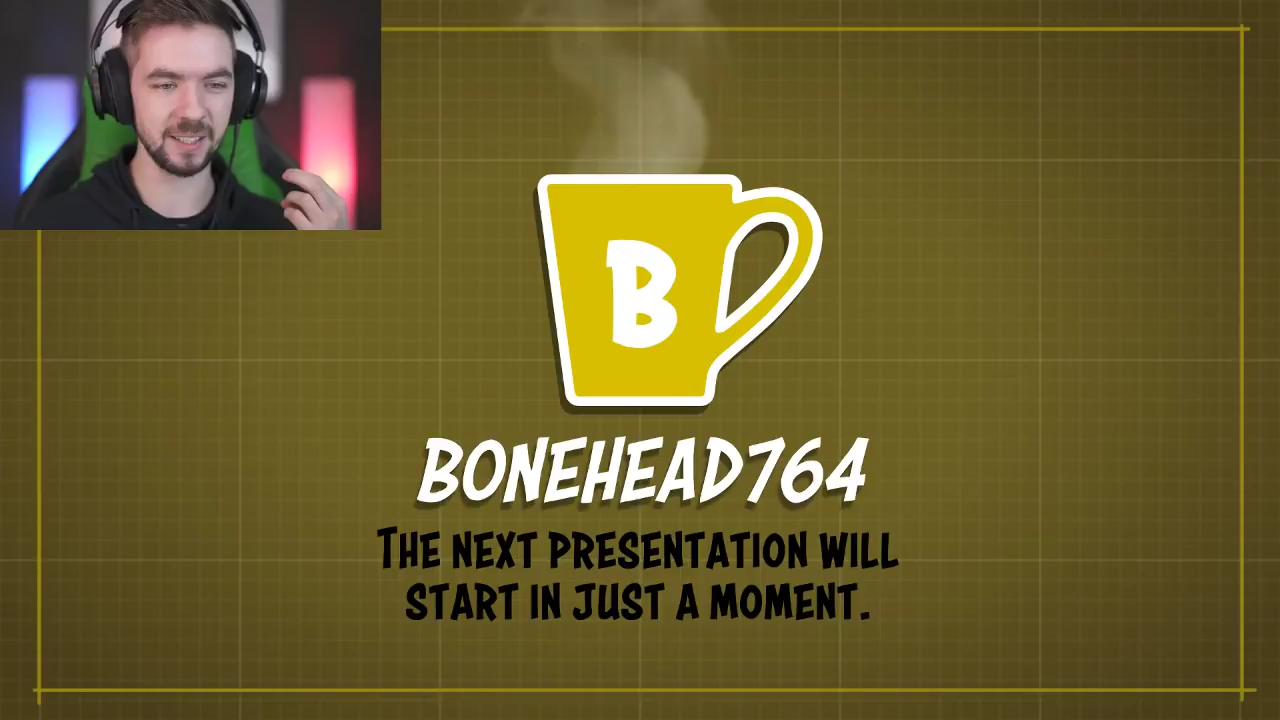 B
BONEHEAD764
THE NEXT PRESENTATION WILL
START IN JUST A MOMENT.